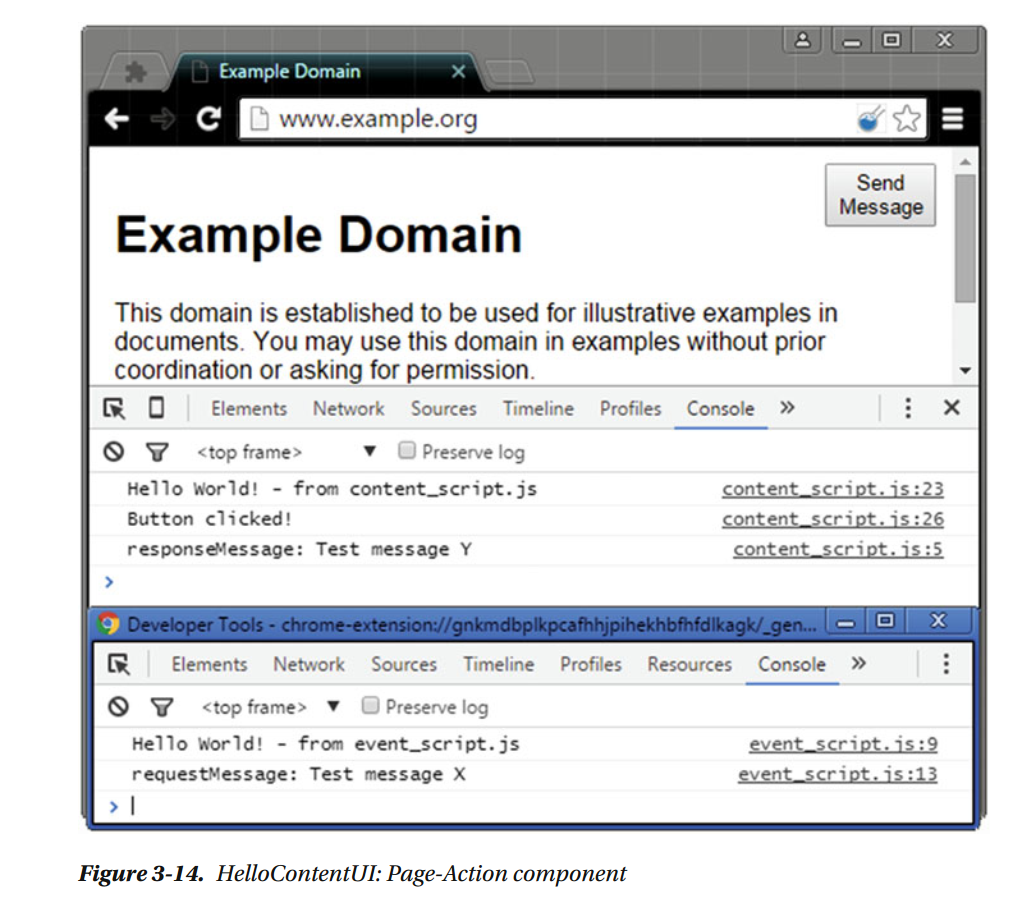 Example Domain
www.example.org
Send
Message
Example Domain
This domain is established to be used for illustrative examples in
documents. You may use this domain in examples without prior
coordination or asking for permission.
Elements Network Sources Timeline Profiles Console »
<top frame> ▼ Preserve log
Hello World! - from content_script.js content_script.js:23
Button clicked! content_script.js:26
responseMessage: Test message Y content_script.js:5
>
Developer Tools - chrome-extension://gnkmdbplkpcafhhjpihekhbfhfdlkagk/_gen...
Elements Network Sources Timeline Profiles Resources Console »
<top frame> ▼ Preserve log
Hello World! - from event_script.js event_script.js:9
requestMessage: Test message X event_script.js:13
>
Figure 3-14. HelloContentUI: Page-Action component